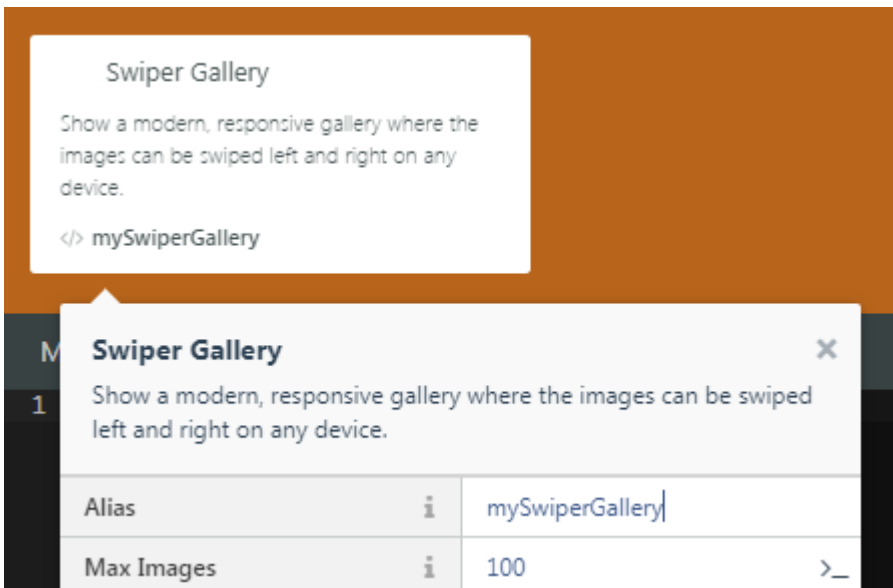 Swiper Gallery
Show a modern, responsive gallery where the
images can be swiped left and right on any
device.
</> mySwiperGallery
M
Swiper Gallery
Show a modern, responsive gallery where the images can be swiped
left and right on any device.
1
Alias i mySwiperGallery
Max Images i 100 >_